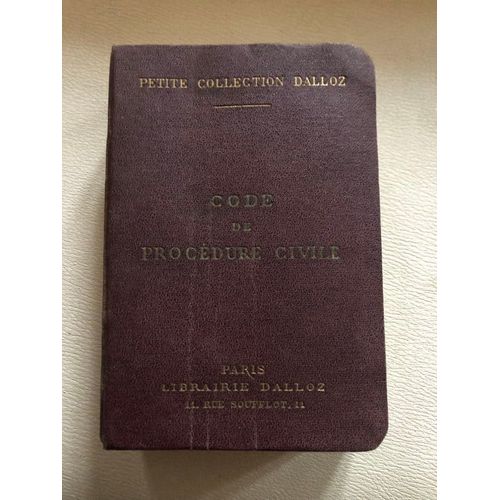 PETITE COLLECTION DALLOZ
CODE
DE
PROCÉDURE CIVILE
PARIS
LIBRAIRIE DALLOZ
11, RUE SOUFFLOT, 11